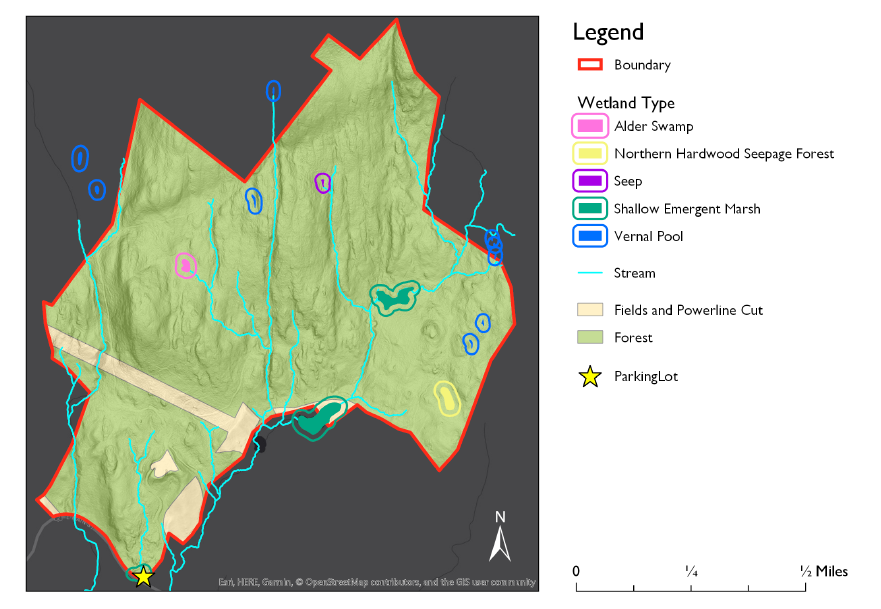 Legend
Boundary
Wetland Type
Alder Swamp
Northern Hardwood Seepage Forest
Seep
Shallow Emergent Marsh
Vernal Pool
Stream
Fields and Powerline Cut
Forest
ParkingLot
N
0 ¼ ½ Miles
Esri, HERE, Garmin, © OpenStreetMap contributors, and the GIS user community